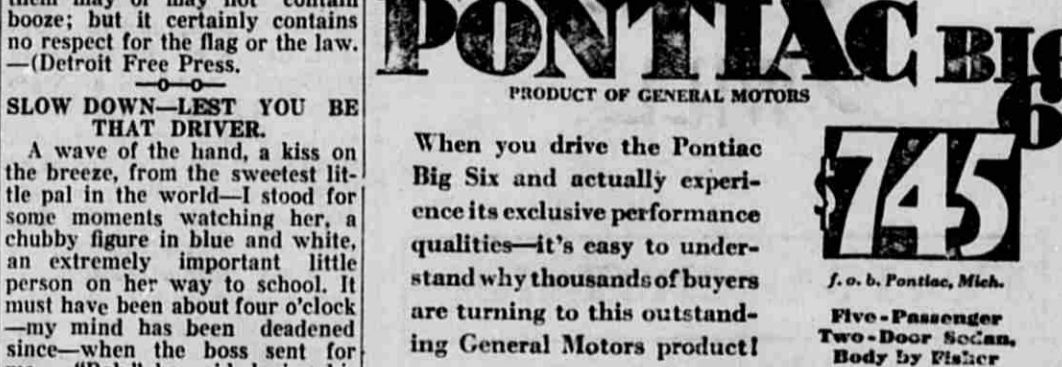 them may or may not contain
booze; but it certainly contains
no respect for the flag or the law.
—(Detroit Free Press.
—o—o—
SLOW DOWN—LEST YOU BE
THAT DRIVER.
A wave of the hand, a kiss on
the breeze, from the sweetest lit-
tle pal in the world—I stood for
some moments watching her, a
chubby figure in blue and white,
an extremely important little
person on her way to school. It
must have been about four o'clock
—my mind has been deadened
since—when the boss sent for
PONTIAC BIG
6
PRODUCT OF GENERAL MOTORS
When you drive the Pontiac
Big Six and actually experi-
ence its exclusive performance
qualities—it's easy to under-
stand why thousands of buyers
are turning to this outstand-
ing General Motors product!
$745
f. o. b. Pontiac, Mich.
Five-Passenger
Two-Door Sedan,
Body by Fisher